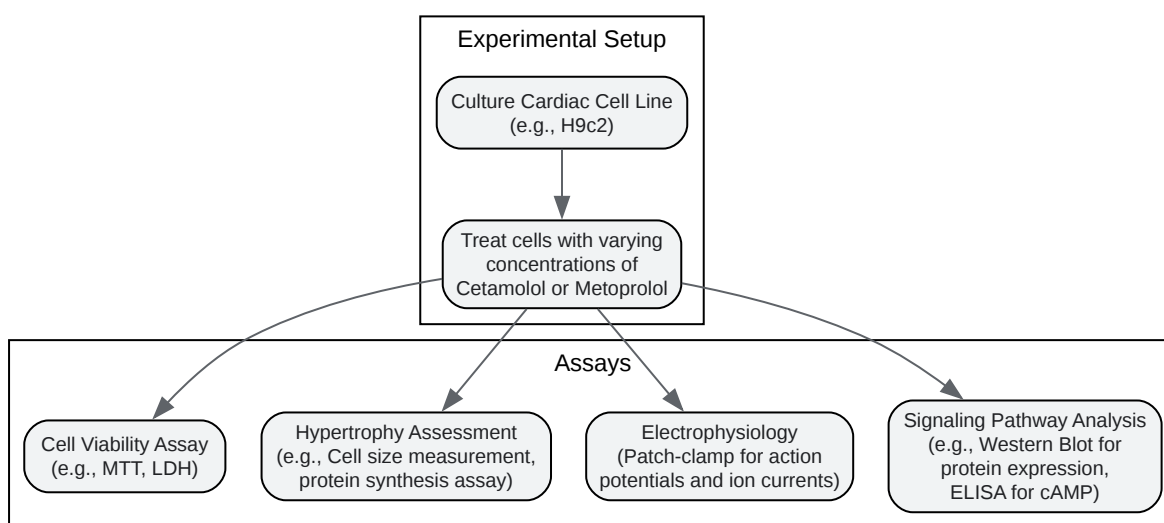 Experimental Setup
Culture Cardiac Cell Line
(e.g., H9c2)
Treat cells with varying
concentrations of
Cetamolol or Metoprolol
Assays
Cell Viability Assay
(e.g., MTT, LDH)
Hypertrophy Assessment
(e.g., Cell size measurement,
protein synthesis assay)
Electrophysiology
(Patch-clamp for action
potentials and ion currents)
Signaling Pathway Analysis
(e.g., Western Blot for
protein expression,
ELISA for cAMP)